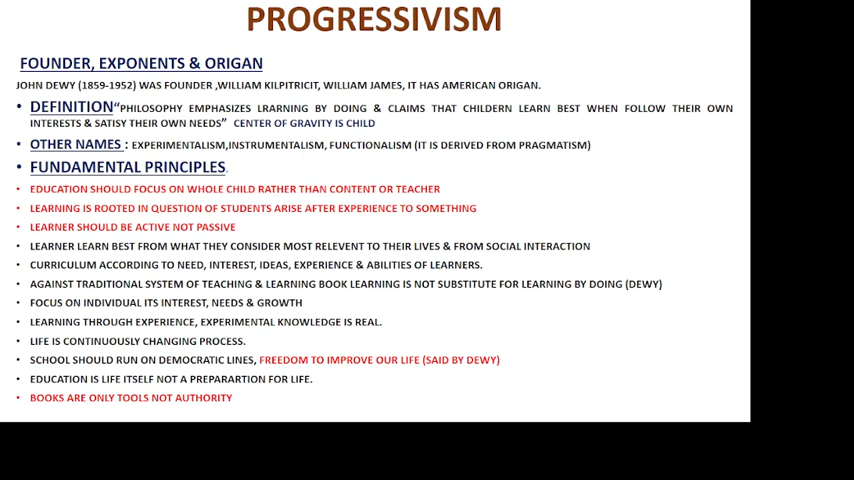 PROGRESSIVISM
FOUNDER, EXPONENTS & ORIGAN
JOHN DEWY (1859-1952) WAS FOUNDER ,WILLIAM KILPITRICIT, WILLIAM JAMES, IT HAS AMERICAN ORIGAN.
• DEFINITION“PHILOSOPHY EMPHASIZES LRARNING BY DOING & CLAIMS THAT CHILDERN LEARN BEST WHEN FOLLOW THEIR OWN
INTERESTS & SATISY THEIR OWN NEEDS” CENTER OF GRAVITY IS CHILD
• OTHER NAMES : EXPERIMENTALISM,INSTRUMENTALISM, FUNCTIONALISM (IT IS DERIVED FROM PRAGMATISM)
• FUNDAMENTAL PRINCIPLES.
• EDUCATION SHOULD FOCUS ON WHOLE CHILD RATHER THAN CONTENT OR TEACHER
• LEARNING IS ROOTED IN QUESTION OF STUDENTS ARISE AFTER EXPERIENCE TO SOMETHING
• LEARNER SHOULD BE ACTIVE NOT PASSIVE
• LEARNER LEARN BEST FROM WHAT THEY CONSIDER MOST RELEVENT TO THEIR LIVES & FROM SOCIAL INTERACTION
• CURRICULUM ACCORDING TO NEED, INTEREST, IDEAS, EXPERIENCE & ABILITIES OF LEARNERS.
• AGAINST TRADITIONAL SYSTEM OF TEACHING & LEARNING BOOK LEARNING IS NOT SUBSTITUTE FOR LEARNING BY DOING (DEWY)
• FOCUS ON INDIVIDUAL ITS INTEREST, NEEDS & GROWTH
• LEARNING THROUGH EXPERIENCE, EXPERIMENTAL KNOWLEDGE IS REAL.
• LIFE IS CONTINUOUSLY CHANGING PROCESS.
• SCHOOL SHOULD RUN ON DEMOCRATIC LINES, FREEDOM TO IMPROVE OUR LIFE (SAID BY DEWY)
• EDUCATION IS LIFE ITSELF NOT A PREPARARTION FOR LIFE.
• BOOKS ARE ONLY TOOLS NOT AUTHORITY